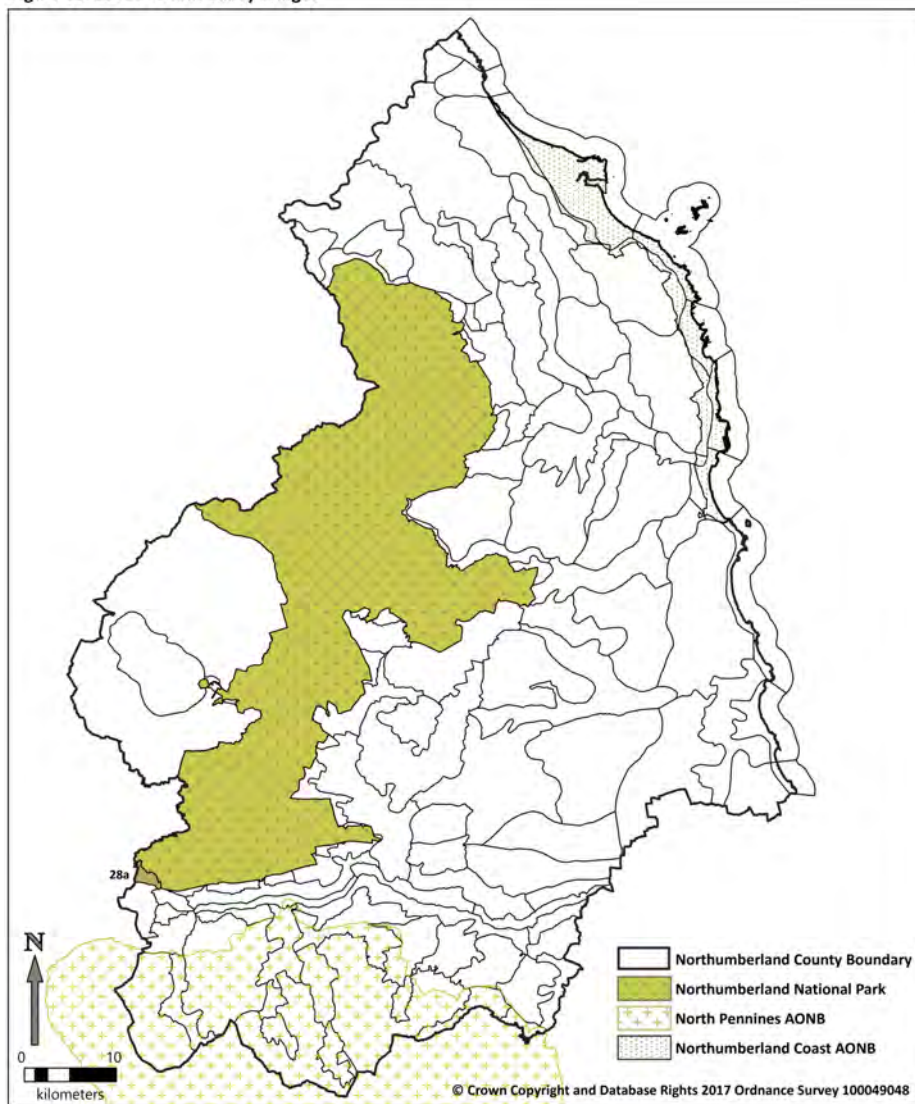 28a
N
0 10
kilometers
Northumberland County Boundary
Northumberland National Park
North Pennines AONB
Northumberland Coast AONB
© Crown Copyright and Database Rights 2017 Ordnance Survey 100049048